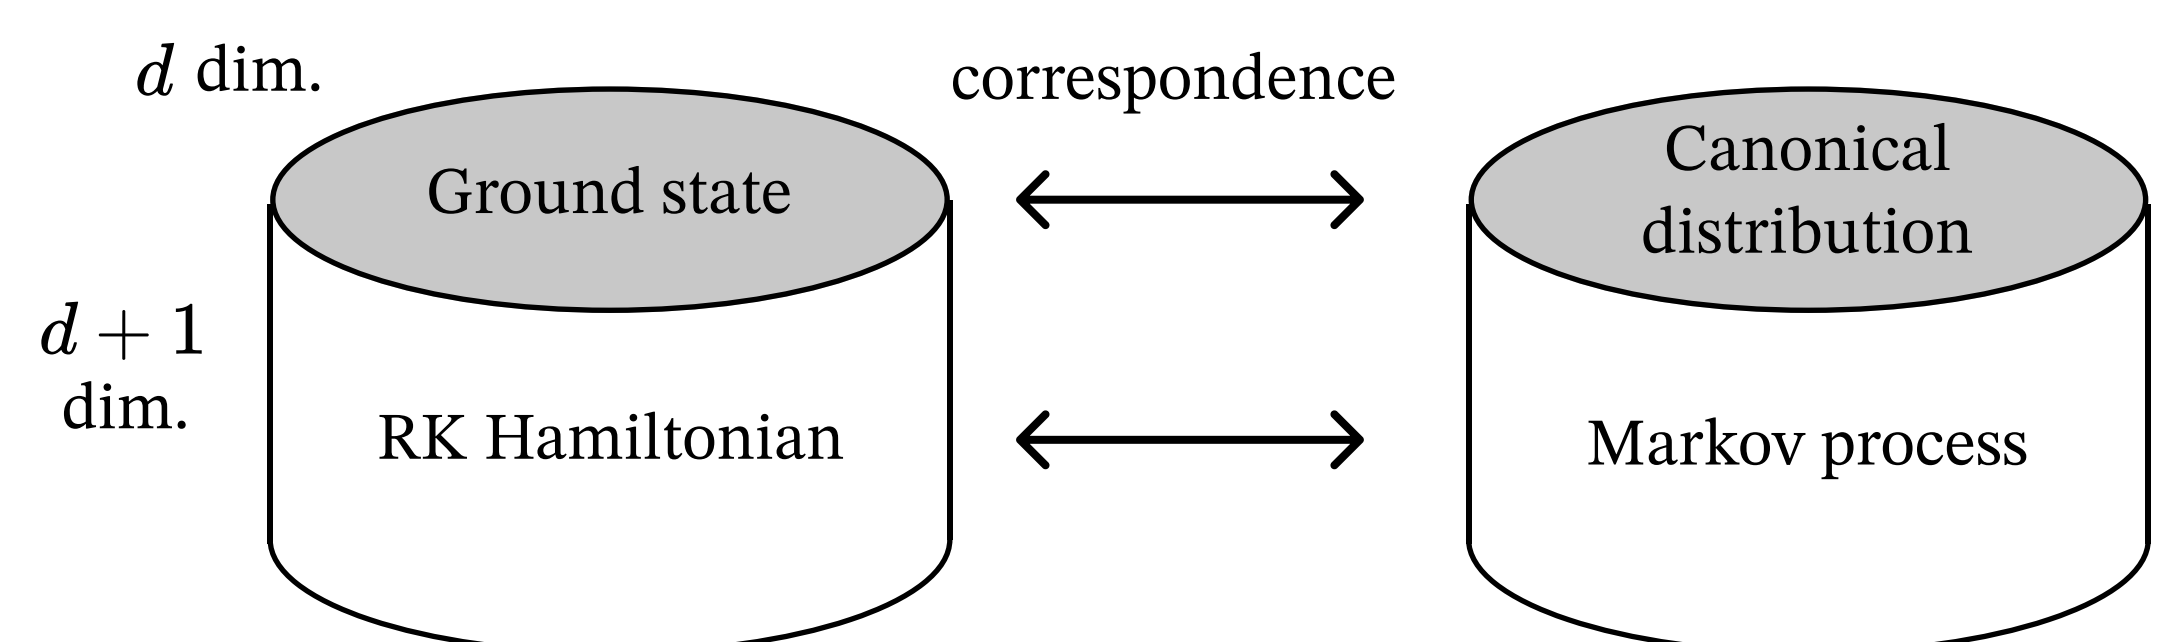 d dim.
correspondence
Ground state
Canonical
distribution
d + 1
dim.
RK Hamiltonian
Markov process